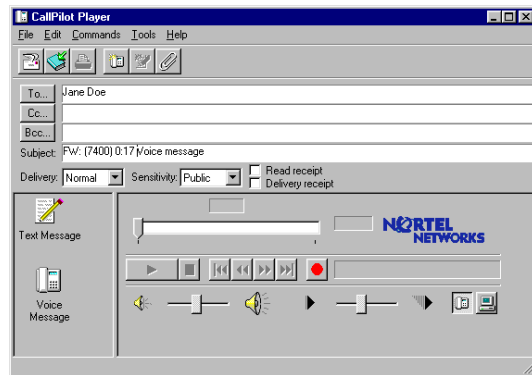 CallPilot Player
File Edit Commands Tools Help
To... Jane Doe
Cc...
Bcc...
Subject: FW: (7400) 0:17 Voice message
Delivery: Normal Sensitivity: Public Read receipt
Delivery receipt
Text Message
NORTEL
NETWORKS
Voice
Message